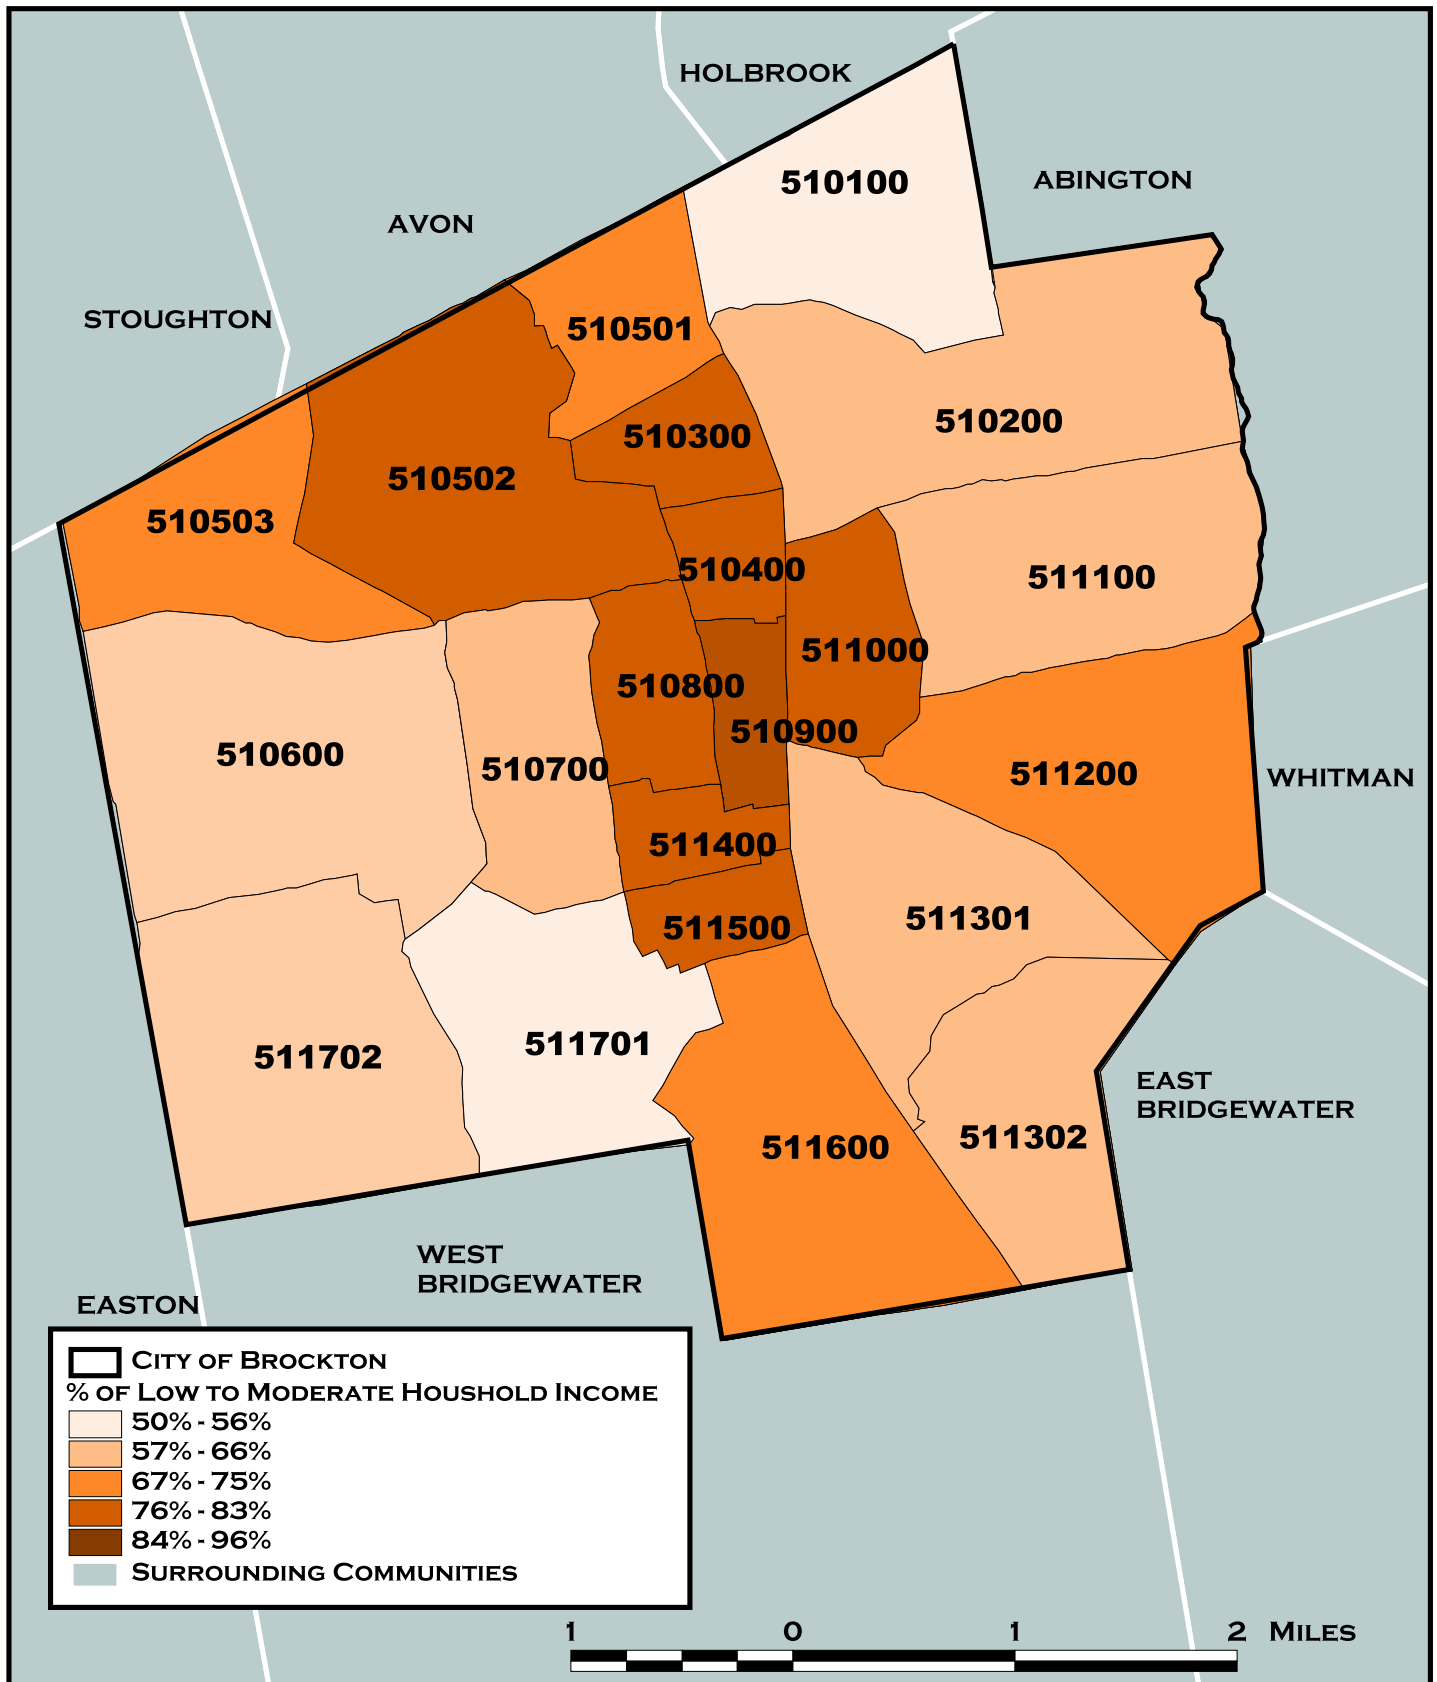 HOLBROOK
510100
ABINGTON
AVON
STOUGHTON
510501
510200
510300
510502
510503
510400
511100
511000
510800
510900
510600
510700
511200
WHITMAN
511400
511301
511500
511701
511702
EAST
BRIDGEWATER
511302
511600
WEST
BRIDGEWATER
EASTON
CITY OF BROCKTON
% OF LOW TO MODERATE HOUSHOLD INCOME
50% - 56%
57% - 66%
67% - 75%
76% - 83%
84% - 96%
SURROUNDING COMMUNITIES
1 0 1 2 MILES